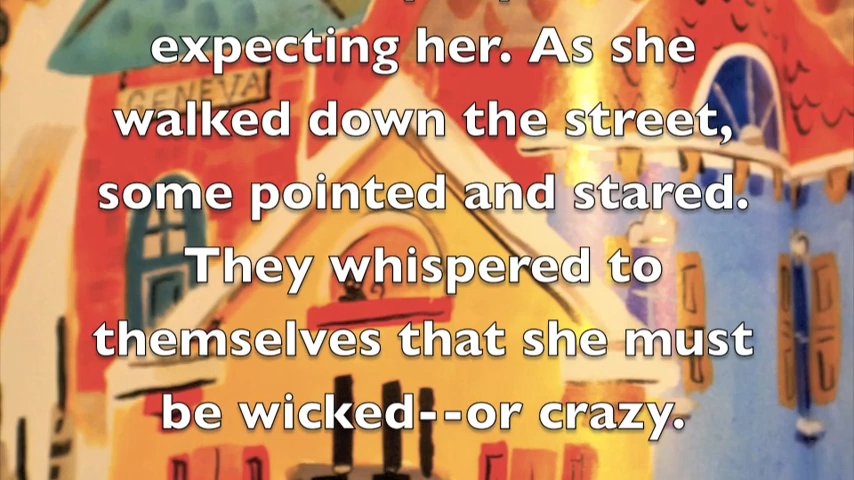 expecting her. As she
GENEVA
walked down the street,
some pointed and stared.
They whispered to
themselves that she must
be wicked--or crazy.